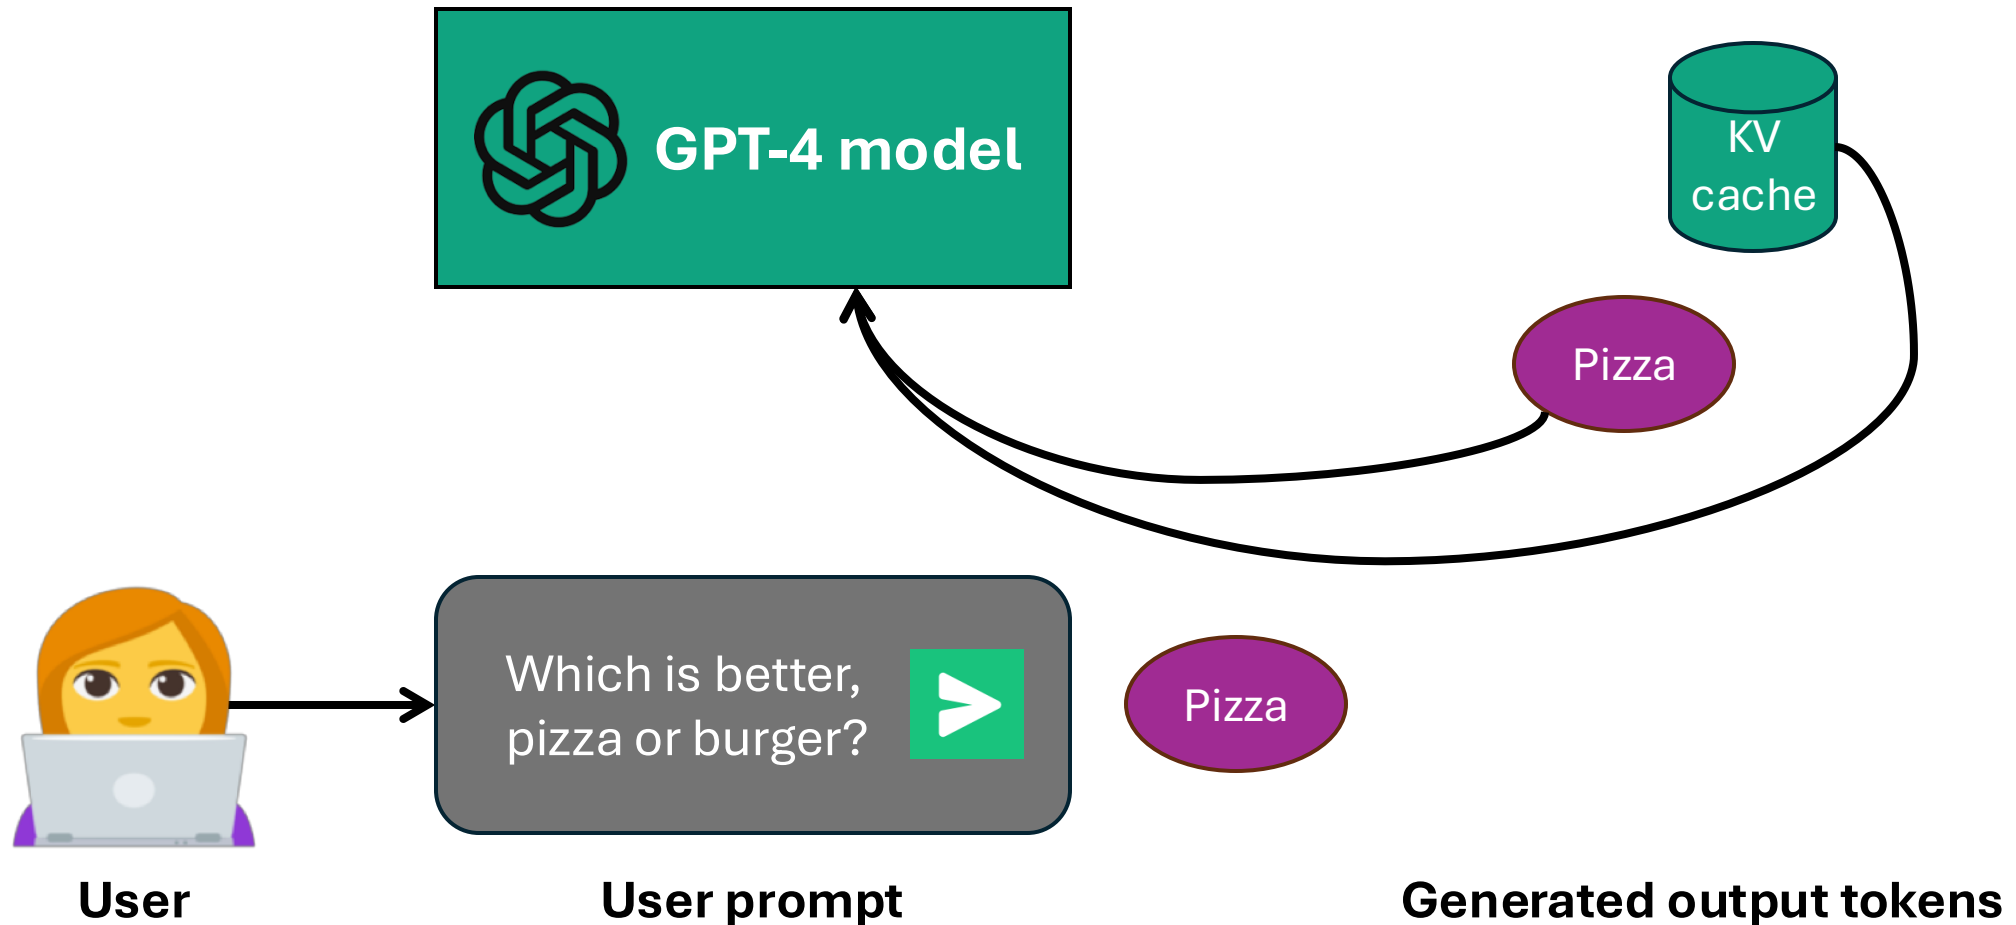 GPT-4 model
KV
cache
Pizza
Which is better,
pizza or burger?
Pizza
User
User prompt
Generated output tokens